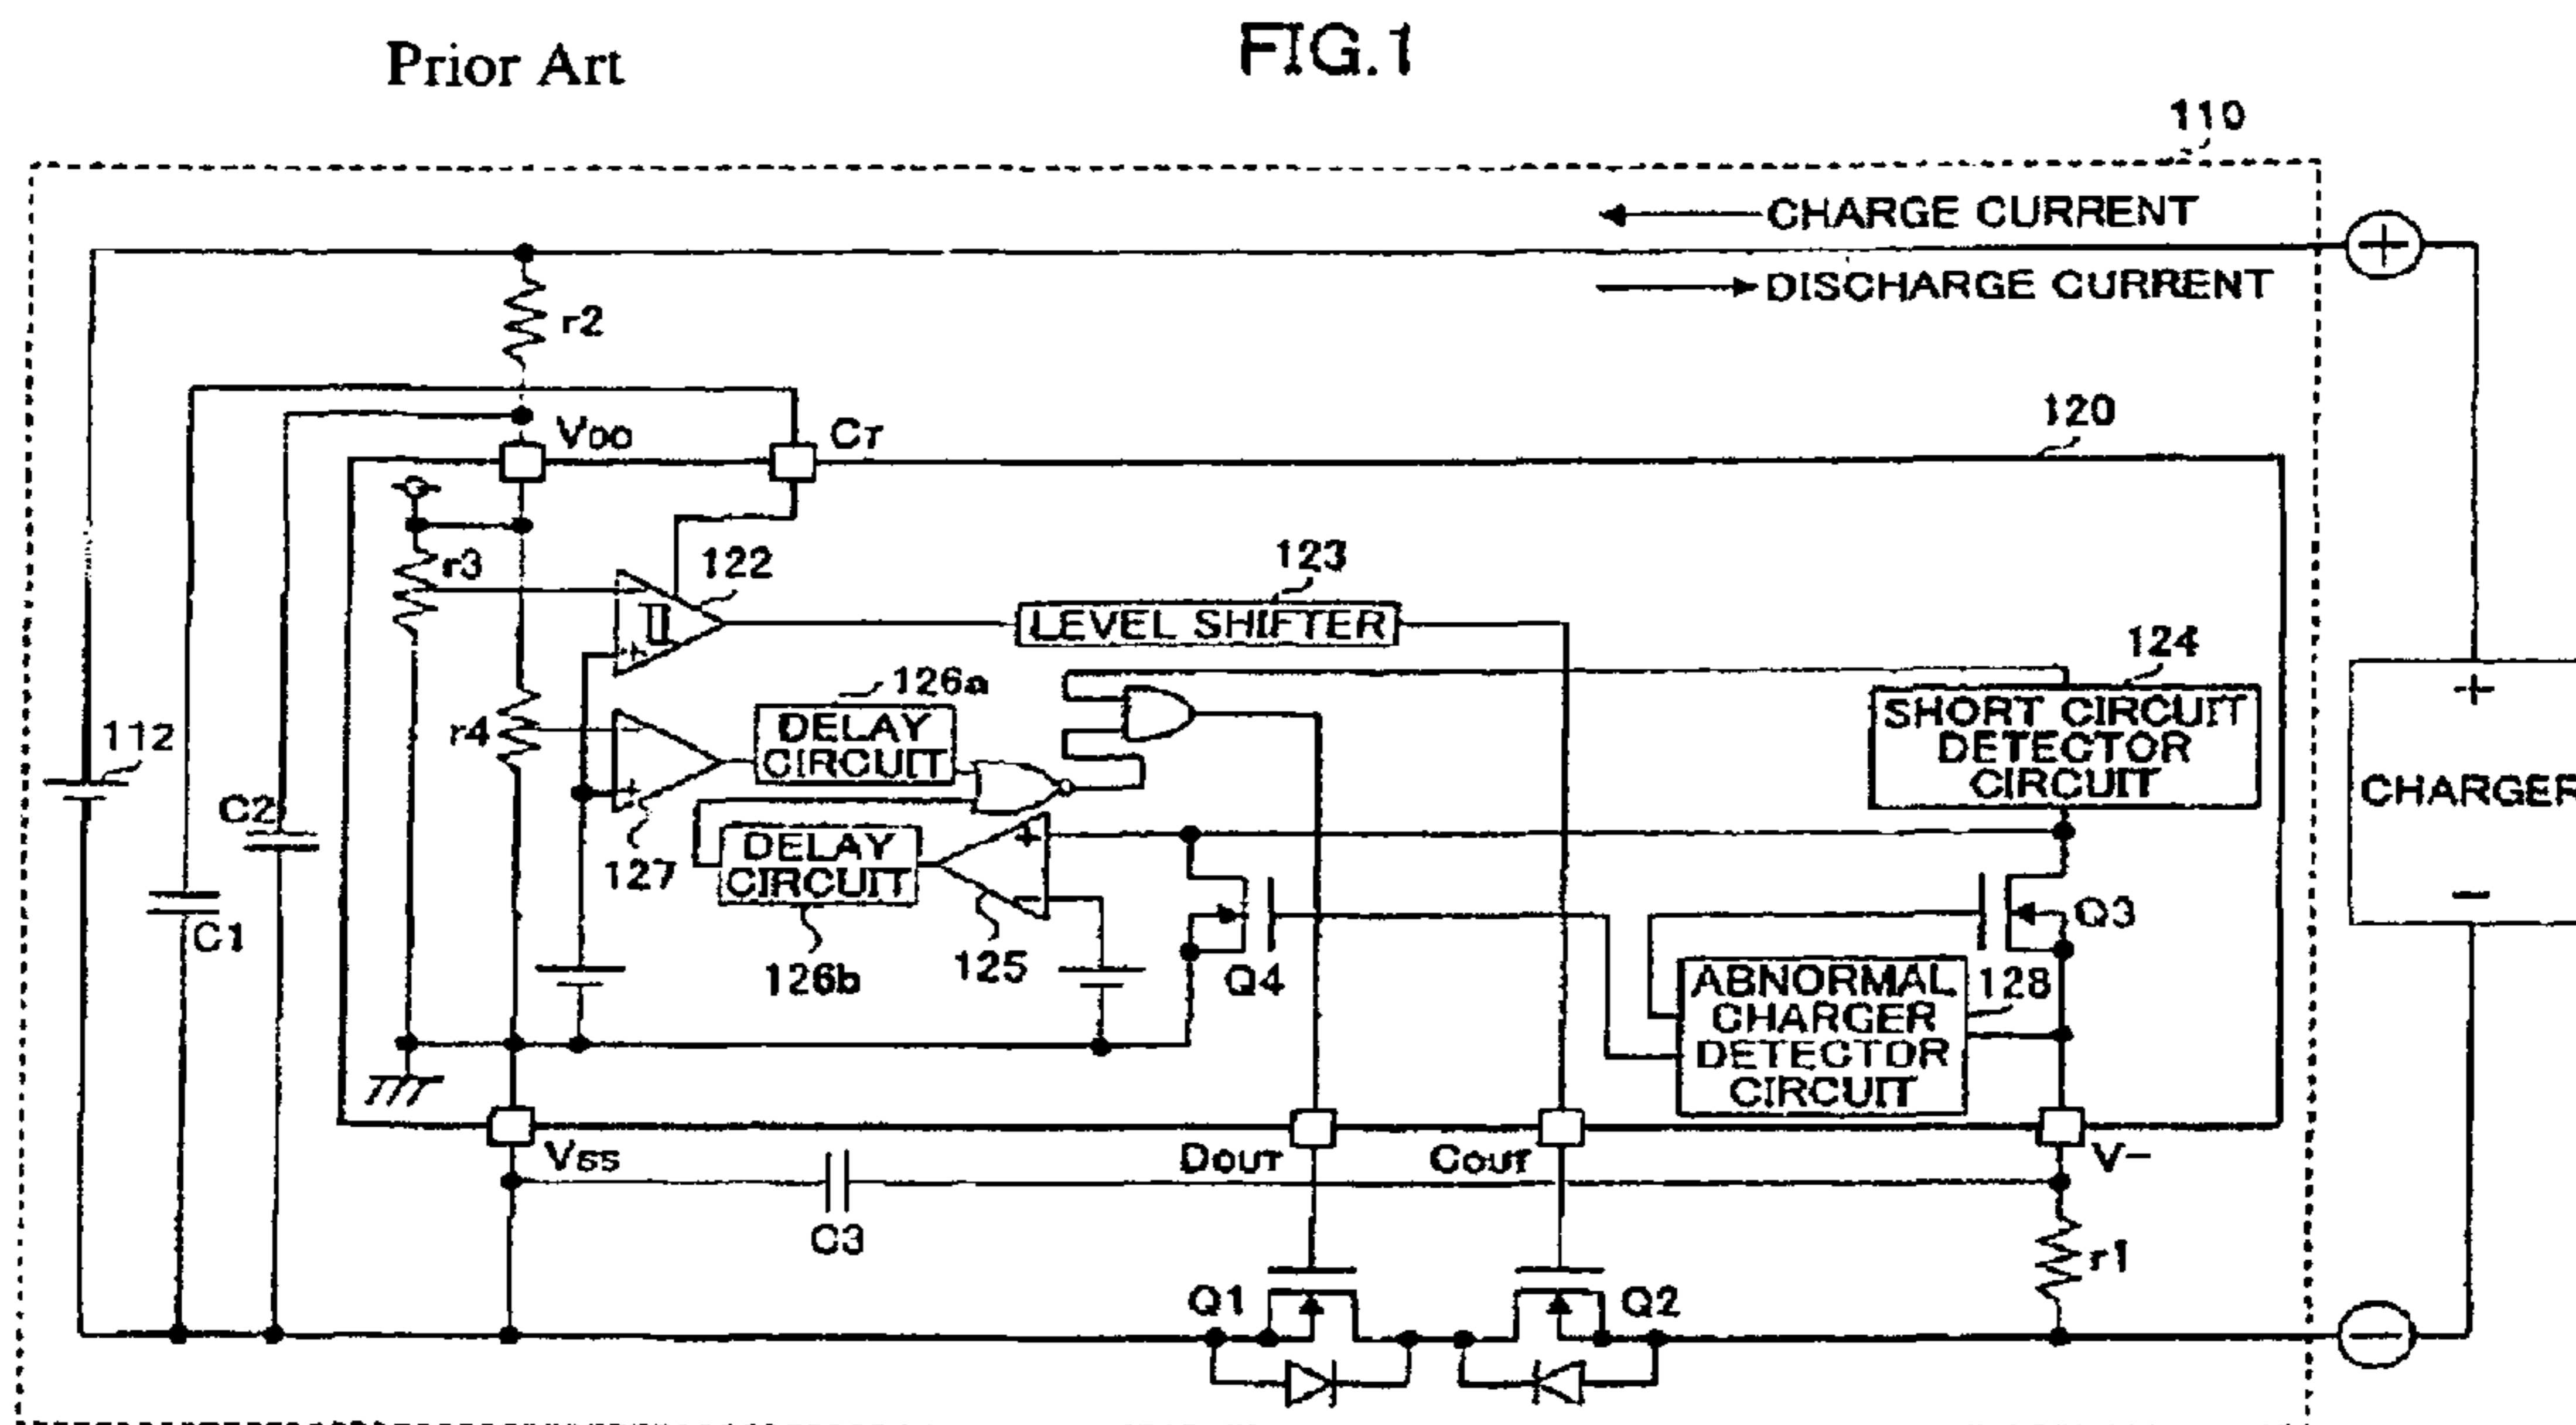 Prior Art
FIG.1
110
CHARGE CURRENT
+
DISCHARGE CURRENT
r2
120
VDD
CT
r3
122
123
LEVEL SHIFTER
124
126a
SHORT CIRCUIT
DETECTOR
CIRCUIT
+
−
+
r4
DELAY
CIRCUIT
112
CHARGER
−
C2
127
DELAY
CIRCUIT
+
−
125
126b
C1
Q4
Q3
ABNORMAL
CHARGER
DETECTOR
CIRCUIT
128
VSS
DOUT
COUT
V−
C3
r1
Q1
Q2
−